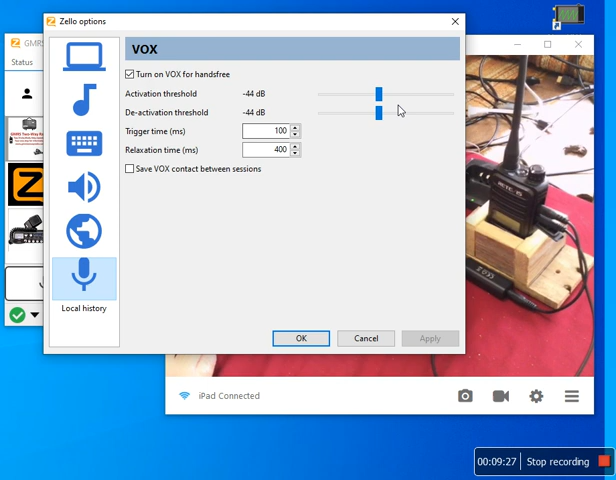 Zello options
GMRS
Status
VOX
Turn on VOX for handsfree
Activation threshold -44 dB
De-activation threshold -44 dB
Trigger time (ms) 100
Relaxation time (ms) 400
Save VOX contact between sessions
Local history
OK Cancel Apply
iPad Connected
00:09:27 Stop recording